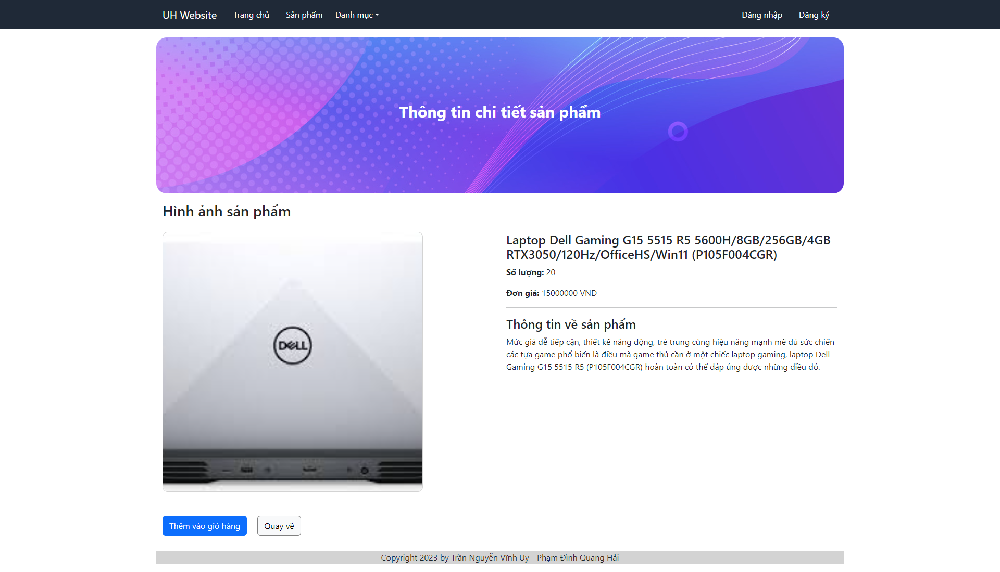 UH Website
Trang chủ
Sản phẩm
Danh mục
Đăng nhập
Đăng ký
Thông tin chi tiết sản phẩm
Hình ảnh sản phẩm
DELL
Laptop Dell Gaming G15 5515 R5 5600H/8GB/256GB/4GB
RTX3050/120Hz/OfficeHS/Win11 (P105F004CGR)
Số lượng: 20
Đơn giá: 15000000 VNĐ
Thông tin về sản phẩm
Mức giá dễ tiếp cận, thiết kế năng động, trẻ trung cùng hiệu năng mạnh mẽ đủ sức chiến
các tựa game phổ biến là điều mà game thủ cần ở một chiếc laptop gaming, laptop Dell
Gaming G15 5515 R5 (P105F004CGR) hoàn toàn có thể đáp ứng được những điều đó.
Thêm vào giỏ hàng
Quay về
Copyright 2023 by Trần Nguyễn Vĩnh Uy - Phạm Đình Quang Hải